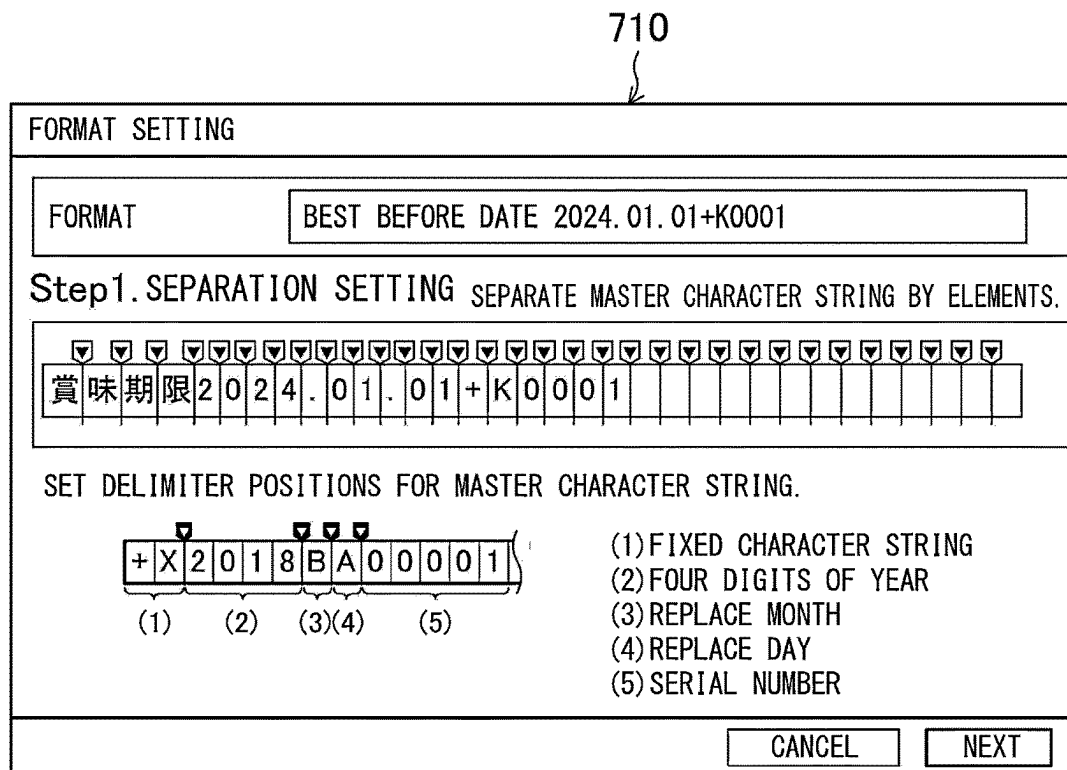 710
FORMAT SETTING
FORMAT BEST BEFORE DATE 2024.01.01+K0001
Step1.SEPARATION SETTING SEPARATE MASTER CHARACTER STRING BY ELEMENTS.
賞味期限2024.01.01+K0001
SET DELIMITER POSITIONS FOR MASTER CHARACTER STRING.
+X2018BA00001
(1) (2) (3)(4) (5)
(1)FIXED CHARACTER STRING
(2)FOUR DIGITS OF YEAR
(3)REPLACE MONTH
(4)REPLACE DAY
(5)SERIAL NUMBER
CANCEL NEXT